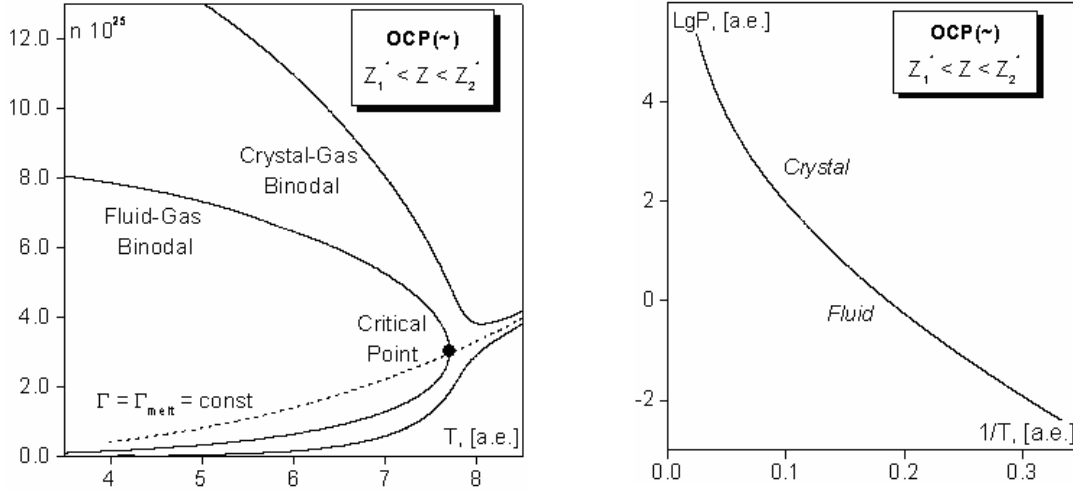 n 10²⁵
OCP(~)
Z₁* < Z < Z₂*
12.0
10.0
8.0
6.0
4.0
2.0
0.0
Crystal-Gas
Binodal
Fluid-Gas
Binodal
Critical
Point
Γ = Γmelt = const
T, [a.e.]
4
5
6
7
8
LgP, [a.e.]
OCP(~)
Z₁* < Z < Z₂*
4
2
0
-2
Crystal
Fluid
1/T, [a.e.]
0.0
0.1
0.2
0.3